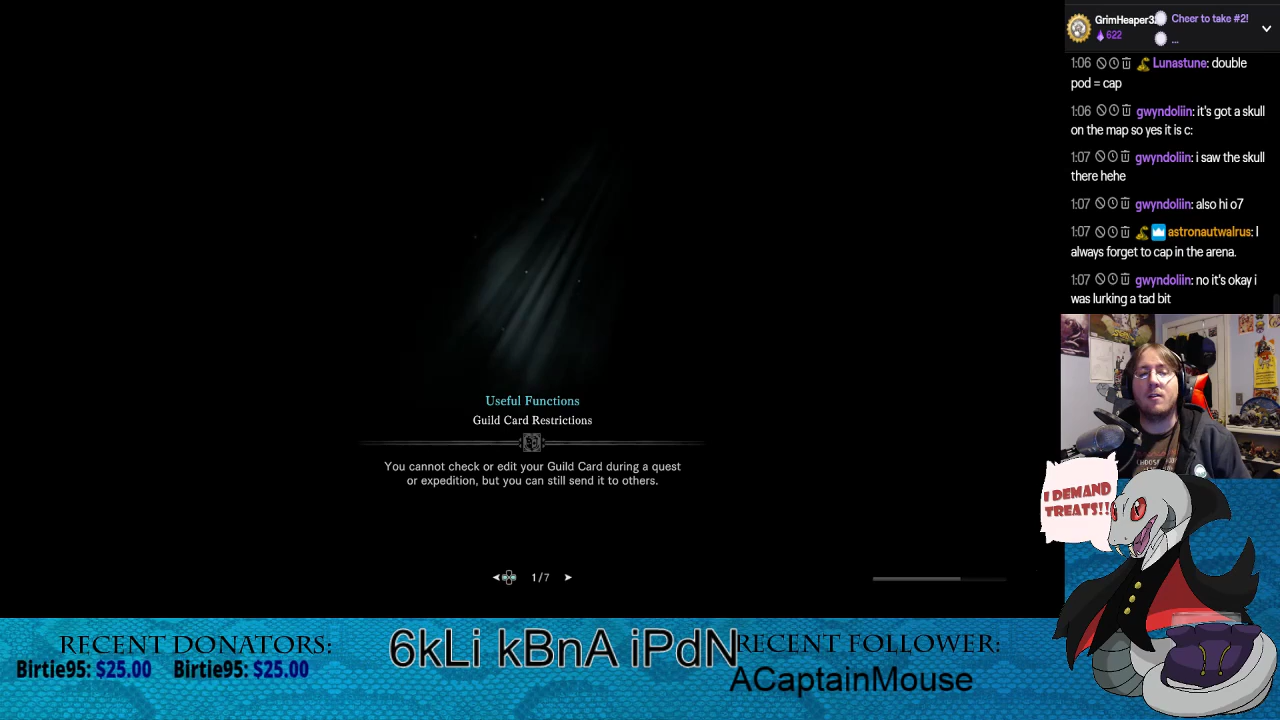 GrimHeaper3
622
Cheer to take #2!
...
1:06 Lunastune: double
pod = cap
1:06 gwyndoliin: it's got a skull
on the map so yes it is c:
1:07 gwyndoliin: i saw the skull
there hehe
1:07 gwyndoliin: also hi o7
1:07 astronautwalrus: I
always forget to cap in the arena.
1:07 gwyndoliin: no it's okay i
was lurking a tad bit
Useful Functions
Guild Card Restrictions
You cannot check or edit your Guild Card during a quest
or expedition, but you can still send it to others.
1/7
I DEMAND
TREATS!!
RECENT DONATORS:
Birtie95: $25.00 Birtie95: $25.00
6kLi kBnA iPdN
RECENT FOLLOWER:
ACaptainMouse